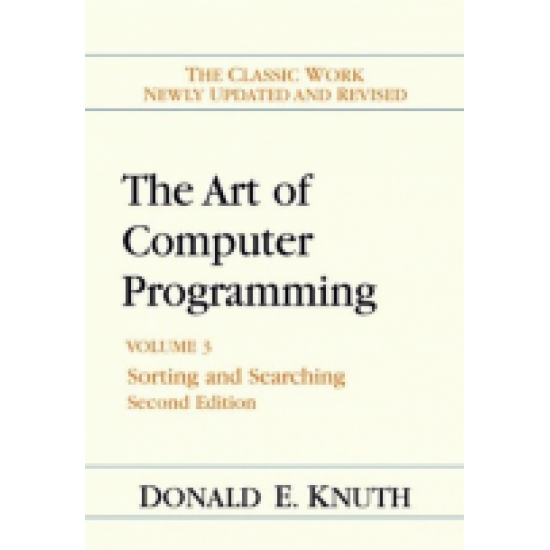 THE CLASSIC WORK
NEWLY UPDATED AND REVISED
The Art of
Computer
Programming
VOLUME 3
Sorting and Searching
Second Edition
DONALD E. KNUTH